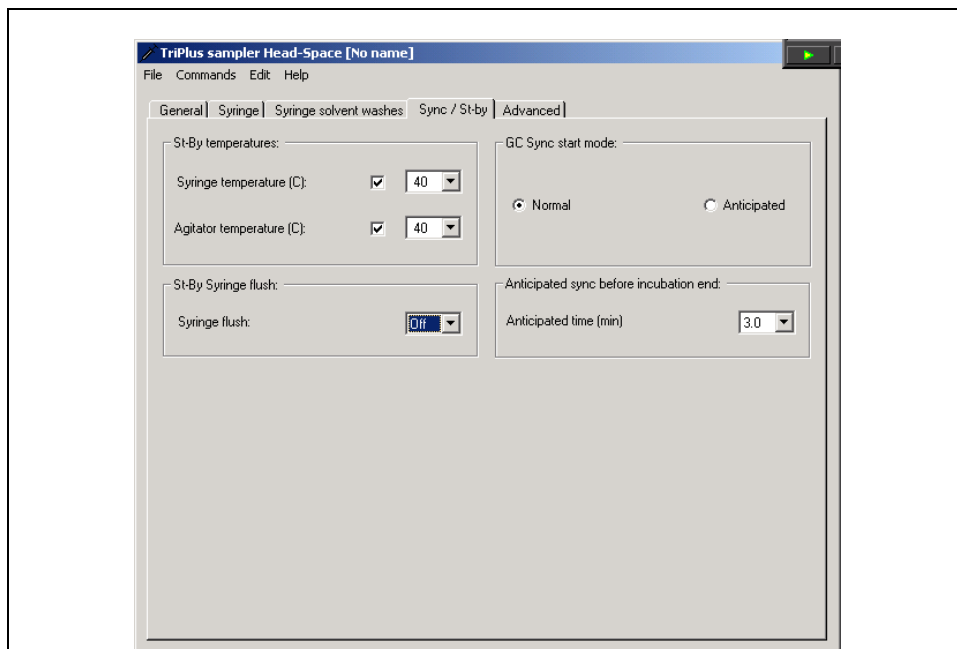 TriPlus sampler Head-Space [No name]
File Commands Edit Help
General Syringe Syringe solvent washes Sync / St-by Advanced
St-By temperatures:
Syringe temperature (C): 40
Agitator temperature (C): 40
GC Sync start mode:
Normal Anticipated
St-By Syringe flush:
Syringe flush: Off
Anticipated sync before incubation end:
Anticipated time (min) 3.0